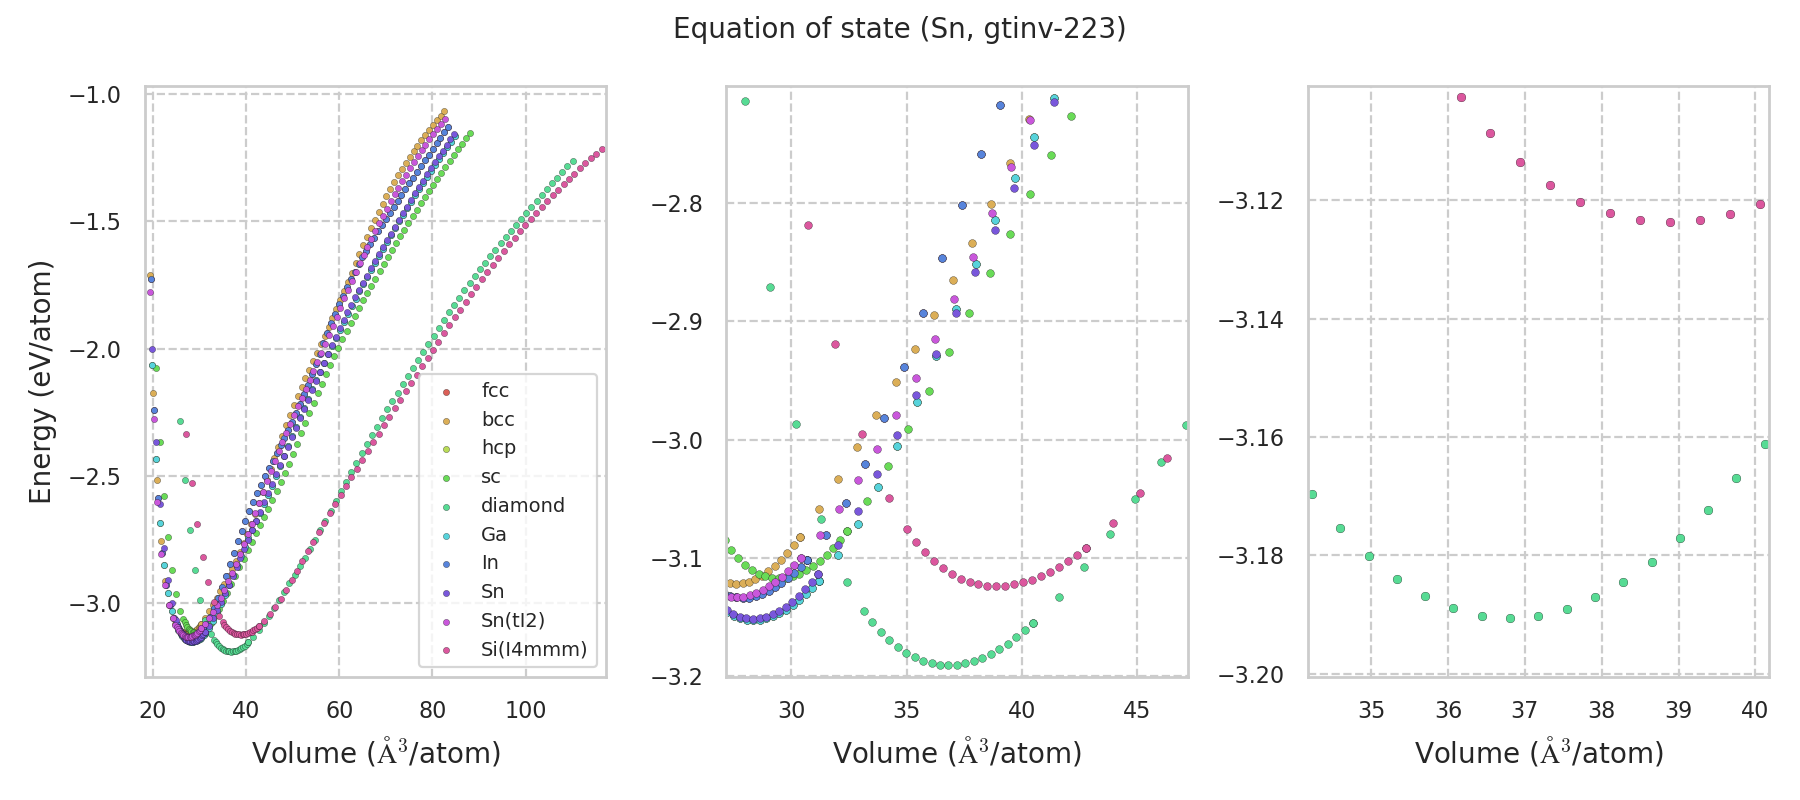 Equation of state (Sn, gtinv-223)
Energy (eV/atom)
−1.0
−1.5
−2.0
−2.5
−3.0
20 40 60 80 100
Volume (Å³/atom)
fcc
bcc
hcp
sc
diamond
Ga
In
Sn
Sn(tI2)
Si(I4mmm)
−2.8
−2.9
−3.0
−3.1
−3.2
30 35 40 45
Volume (Å³/atom)
−3.12
−3.14
−3.16
−3.18
−3.20
35 36 37 38 39 40
Volume (Å³/atom)